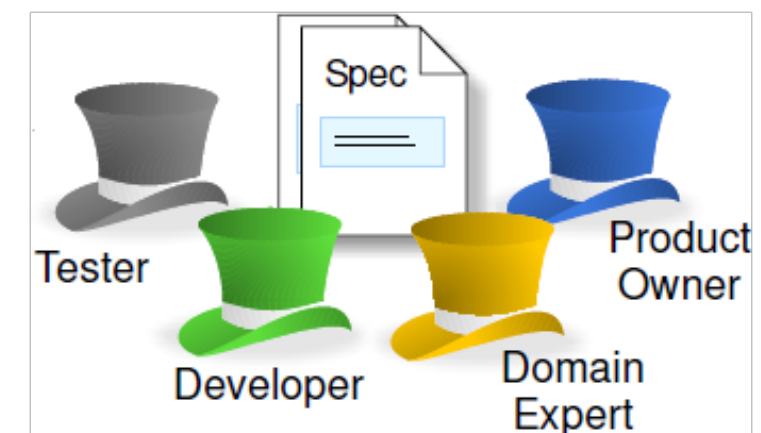 Spec
Tester
Product
Owner
Developer
Domain
Expert